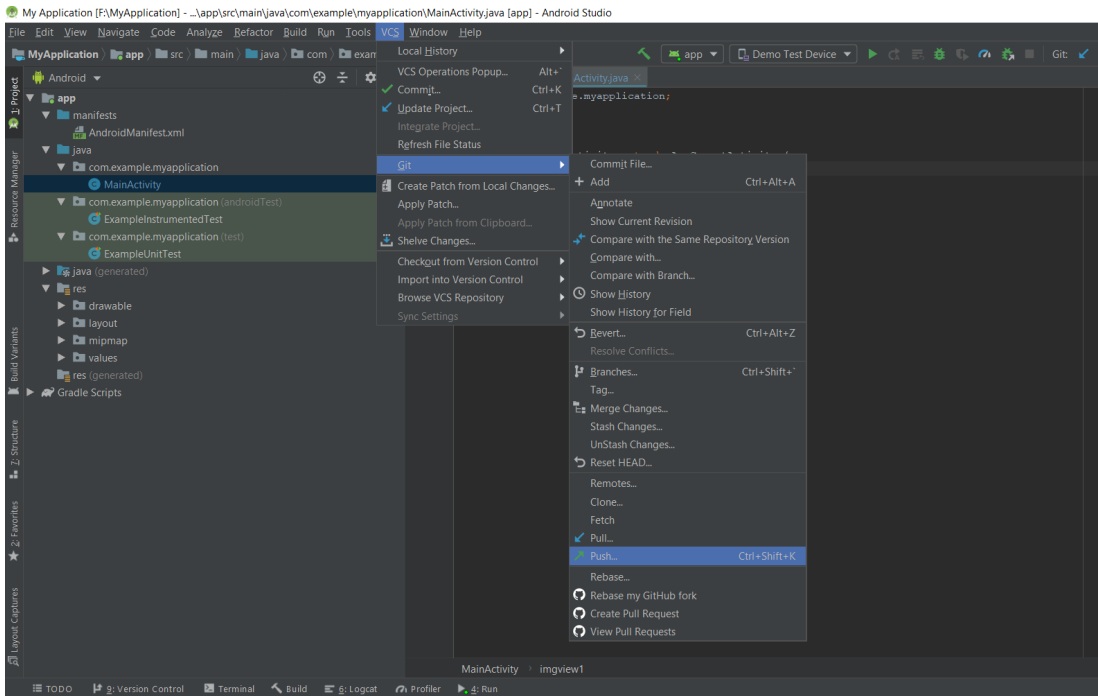 My Application [F:\MyApplication] - ...\app\src\main\java\com\example\myapplication\MainActivity.java [app] - Android Studio
File Edit View Navigate Code Analyze Refactor Build Run Tools VCS Window Help
MyApplication app src main java com exam
app Demo Test Device Git:
Android
Activity.java
e.myapplication;
1: Project
Resource Manager
Build Variants
7: Structure
2: Favorites
Layout Captures
app
manifests
AndroidManifest.xml
java
com.example.myapplication
MainActivity
com.example.myapplication (androidTest)
ExampleInstrumentedTest
com.example.myapplication (test)
ExampleUnitTest
java (generated)
res
drawable
layout
mipmap
values
res (generated)
Gradle Scripts
Local History
VCS Operations Popup... Alt+`
Commit... Ctrl+K
Update Project... Ctrl+T
Integrate Project...
Refresh File Status
Git
Create Patch from Local Changes...
Apply Patch...
Apply Patch from Clipboard...
Shelve Changes...
Checkout from Version Control
Import into Version Control
Browse VCS Repository
Sync Settings
Commit File...
Add Ctrl+Alt+A
Annotate
Show Current Revision
Compare with the Same Repository Version
Compare with...
Compare with Branch...
Show History
Show History for Field
Revert... Ctrl+Alt+Z
Resolve Conflicts...
Branches... Ctrl+Shift+`
Tag...
Merge Changes...
Stash Changes...
UnStash Changes...
Reset HEAD...
Remotes...
Clone...
Fetch
Pull...
Push... Ctrl+Shift+K
Rebase...
Rebase my GitHub fork
Create Pull Request
View Pull Requests
MainActivity imgview1
TODO 9: Version Control Terminal Build 6: Logcat Profiler 4: Run